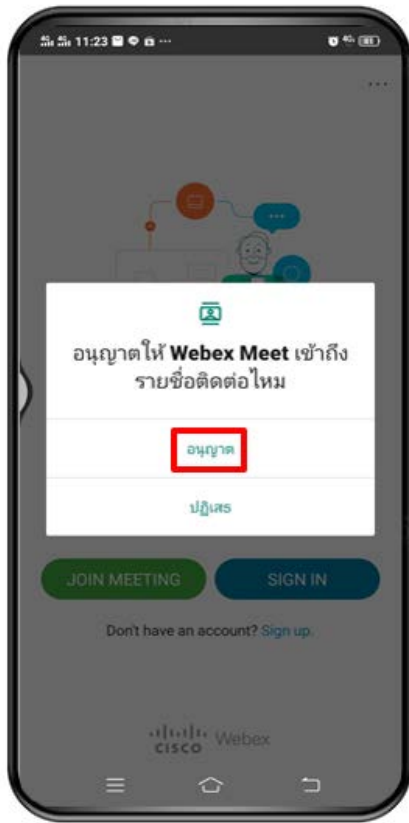 11:23
อนุญาตให้ Webex Meet เข้าถึง
รายชื่อติดต่อไหม
อนุญาต
ปฏิเสธ
JOIN MEETING
SIGN IN
Don't have an account? Sign up.
cisco Webex